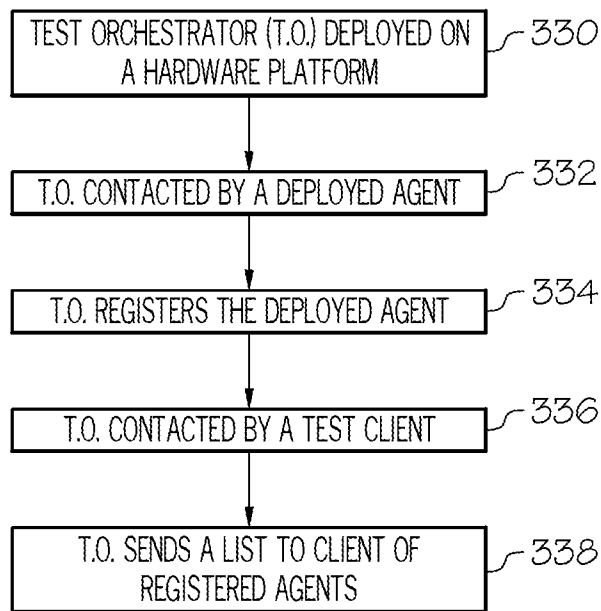 TEST ORCHESTRATOR (T.O.) DEPLOYED ON
A HARDWARE PLATFORM
330
T.O. CONTACTED BY A DEPLOYED AGENT
332
T.O. REGISTERS THE DEPLOYED AGENT
334
T.O. CONTACTED BY A TEST CLIENT
336
T.O. SENDS A LIST TO CLIENT OF
REGISTERED AGENTS
338